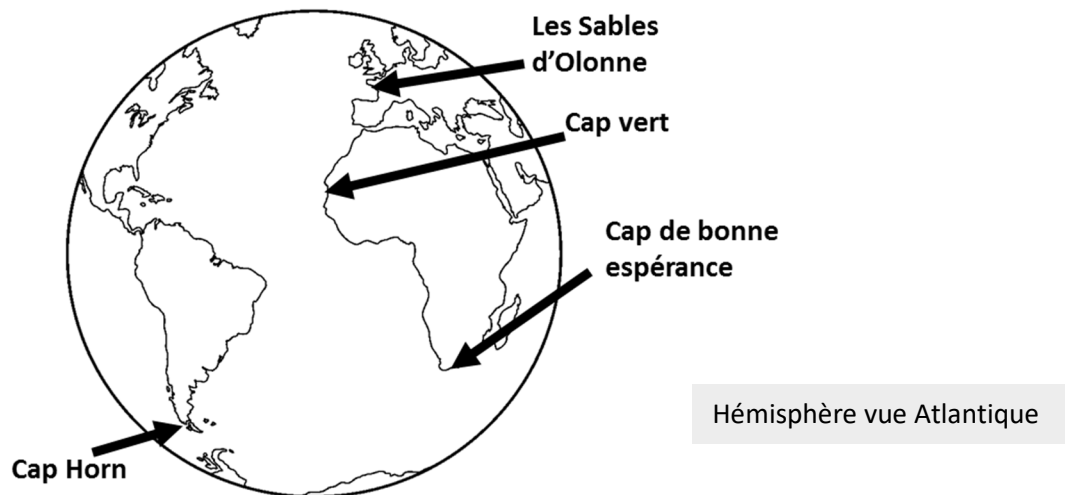 Les Sables
d’Olonne
Cap vert
Cap de bonne
espérance
Hémisphère vue Atlantique
Cap Horn